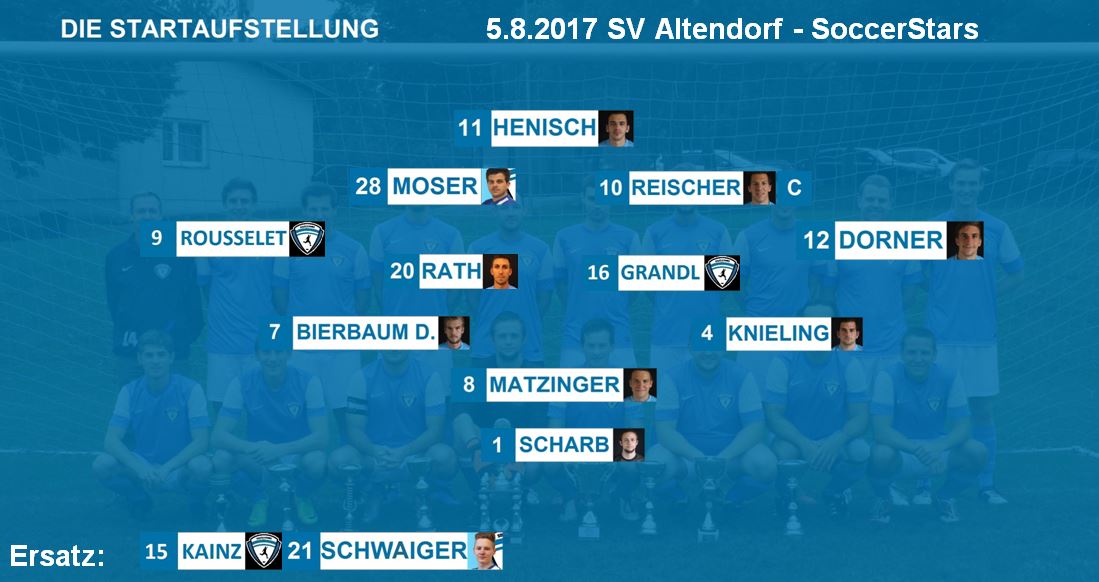 DIE STARTAUFSTELLUNG 5.8.2017 SV Altendorf - SoccerStars
11 HENISCH
28 MOSER 10 REISCHER C
9 ROUSSELET 12 DORNER
20 RATH 16 GRANDL
7 BIERBAUM D. 4 KNIELING
8 MATZINGER
1 SCHARB
Ersatz: 15 KAINZ 21 SCHWAIGER